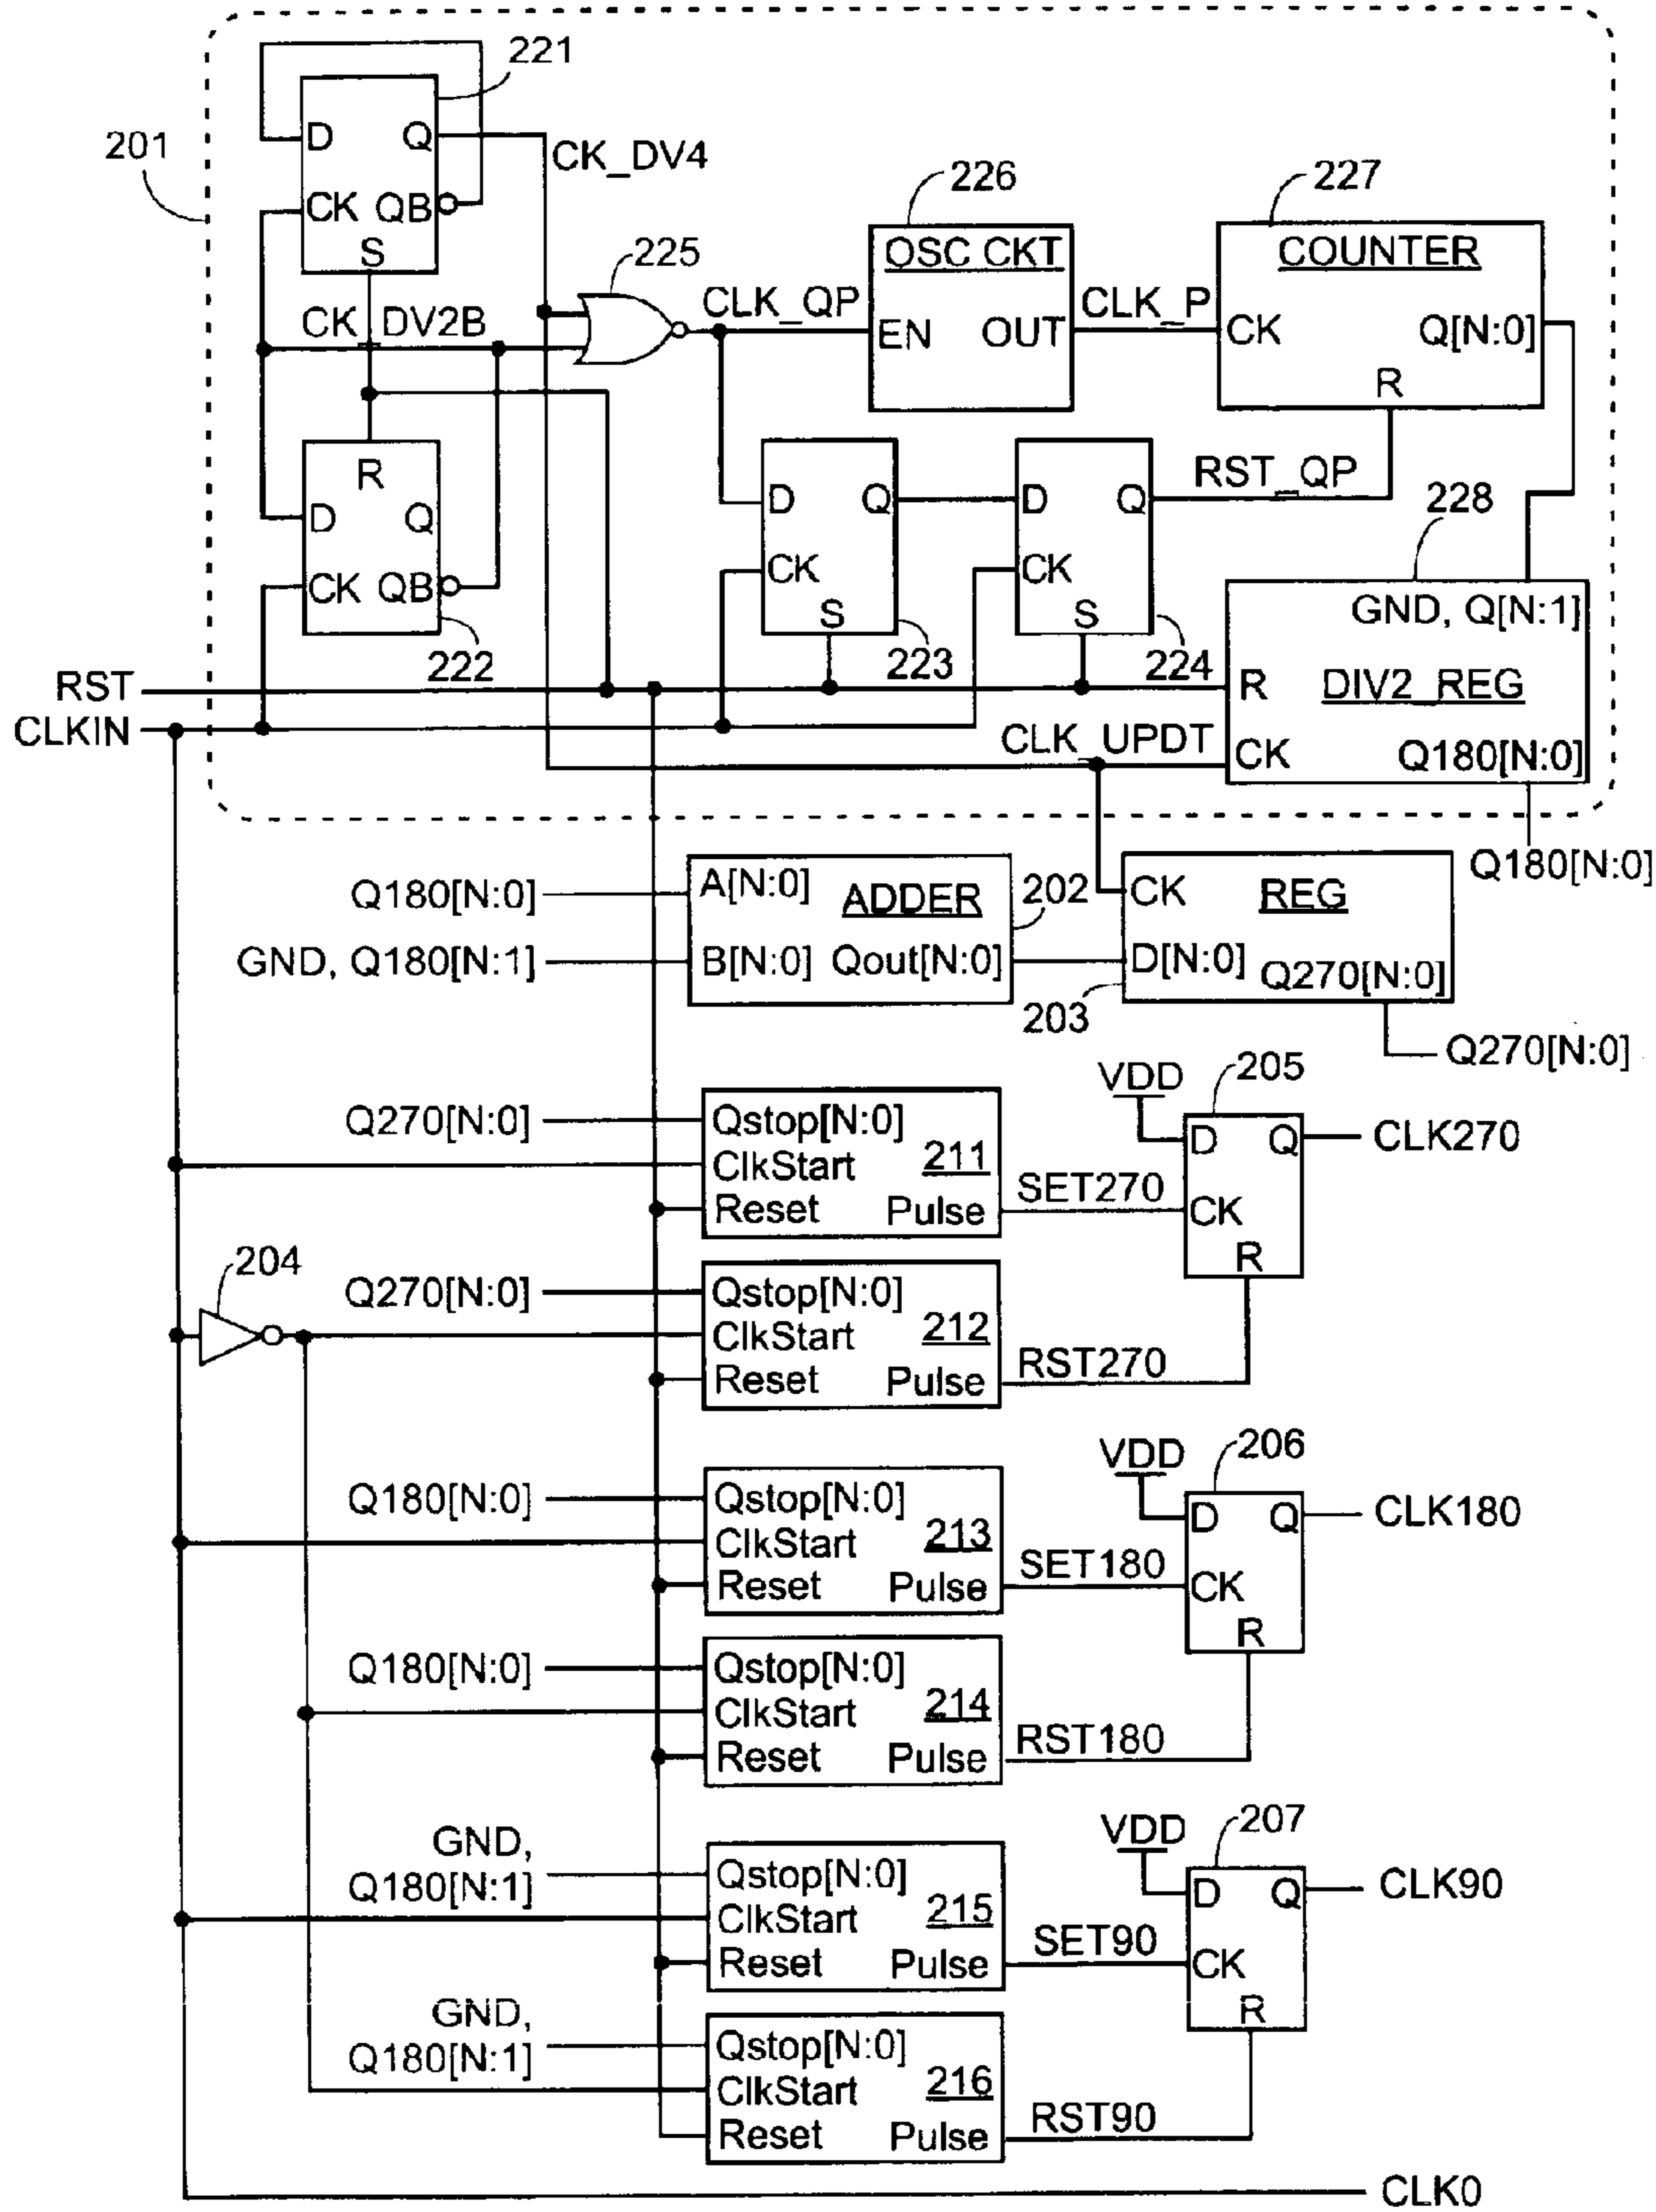 221
D Q
CK QB
S
CK_DV4
201
225
CK_DV2B
CLK_QP
226
OSC CKT
EN OUT
CLK_P
227
COUNTER
CK Q[N:0]
R
R
D Q
CK QB
222
D Q
CK
S
223
D Q
CK
S
224
RST_QP
228
GND, Q[N:1]
R DIV2_REG
CK Q180[N:0]
RST
CLKIN
CLK_UPDT
Q180[N:0]
Q180[N:0]
GND, Q180[N:1]
A[N:0] ADDER
B[N:0] Qout[N:0]
202
CK REG
D[N:0] Q270[N:0]
203
Q270[N:0]
Q270[N:0]
Qstop[N:0]
ClkStart 211
Reset Pulse
SET270
VDD
205
D Q
CK
R
CLK270
204
Q270[N:0]
Qstop[N:0]
ClkStart 212
Reset Pulse
RST270
Q180[N:0]
Qstop[N:0]
ClkStart 213
Reset Pulse
SET180
VDD
206
D Q
CK
R
CLK180
Q180[N:0]
Qstop[N:0]
ClkStart 214
Reset Pulse
RST180
GND,
Q180[N:1]
Qstop[N:0]
ClkStart 215
Reset Pulse
SET90
VDD
207
D Q
CK
R
CLK90
GND,
Q180[N:1]
Qstop[N:0]
ClkStart 216
Reset Pulse
RST90
CLK0